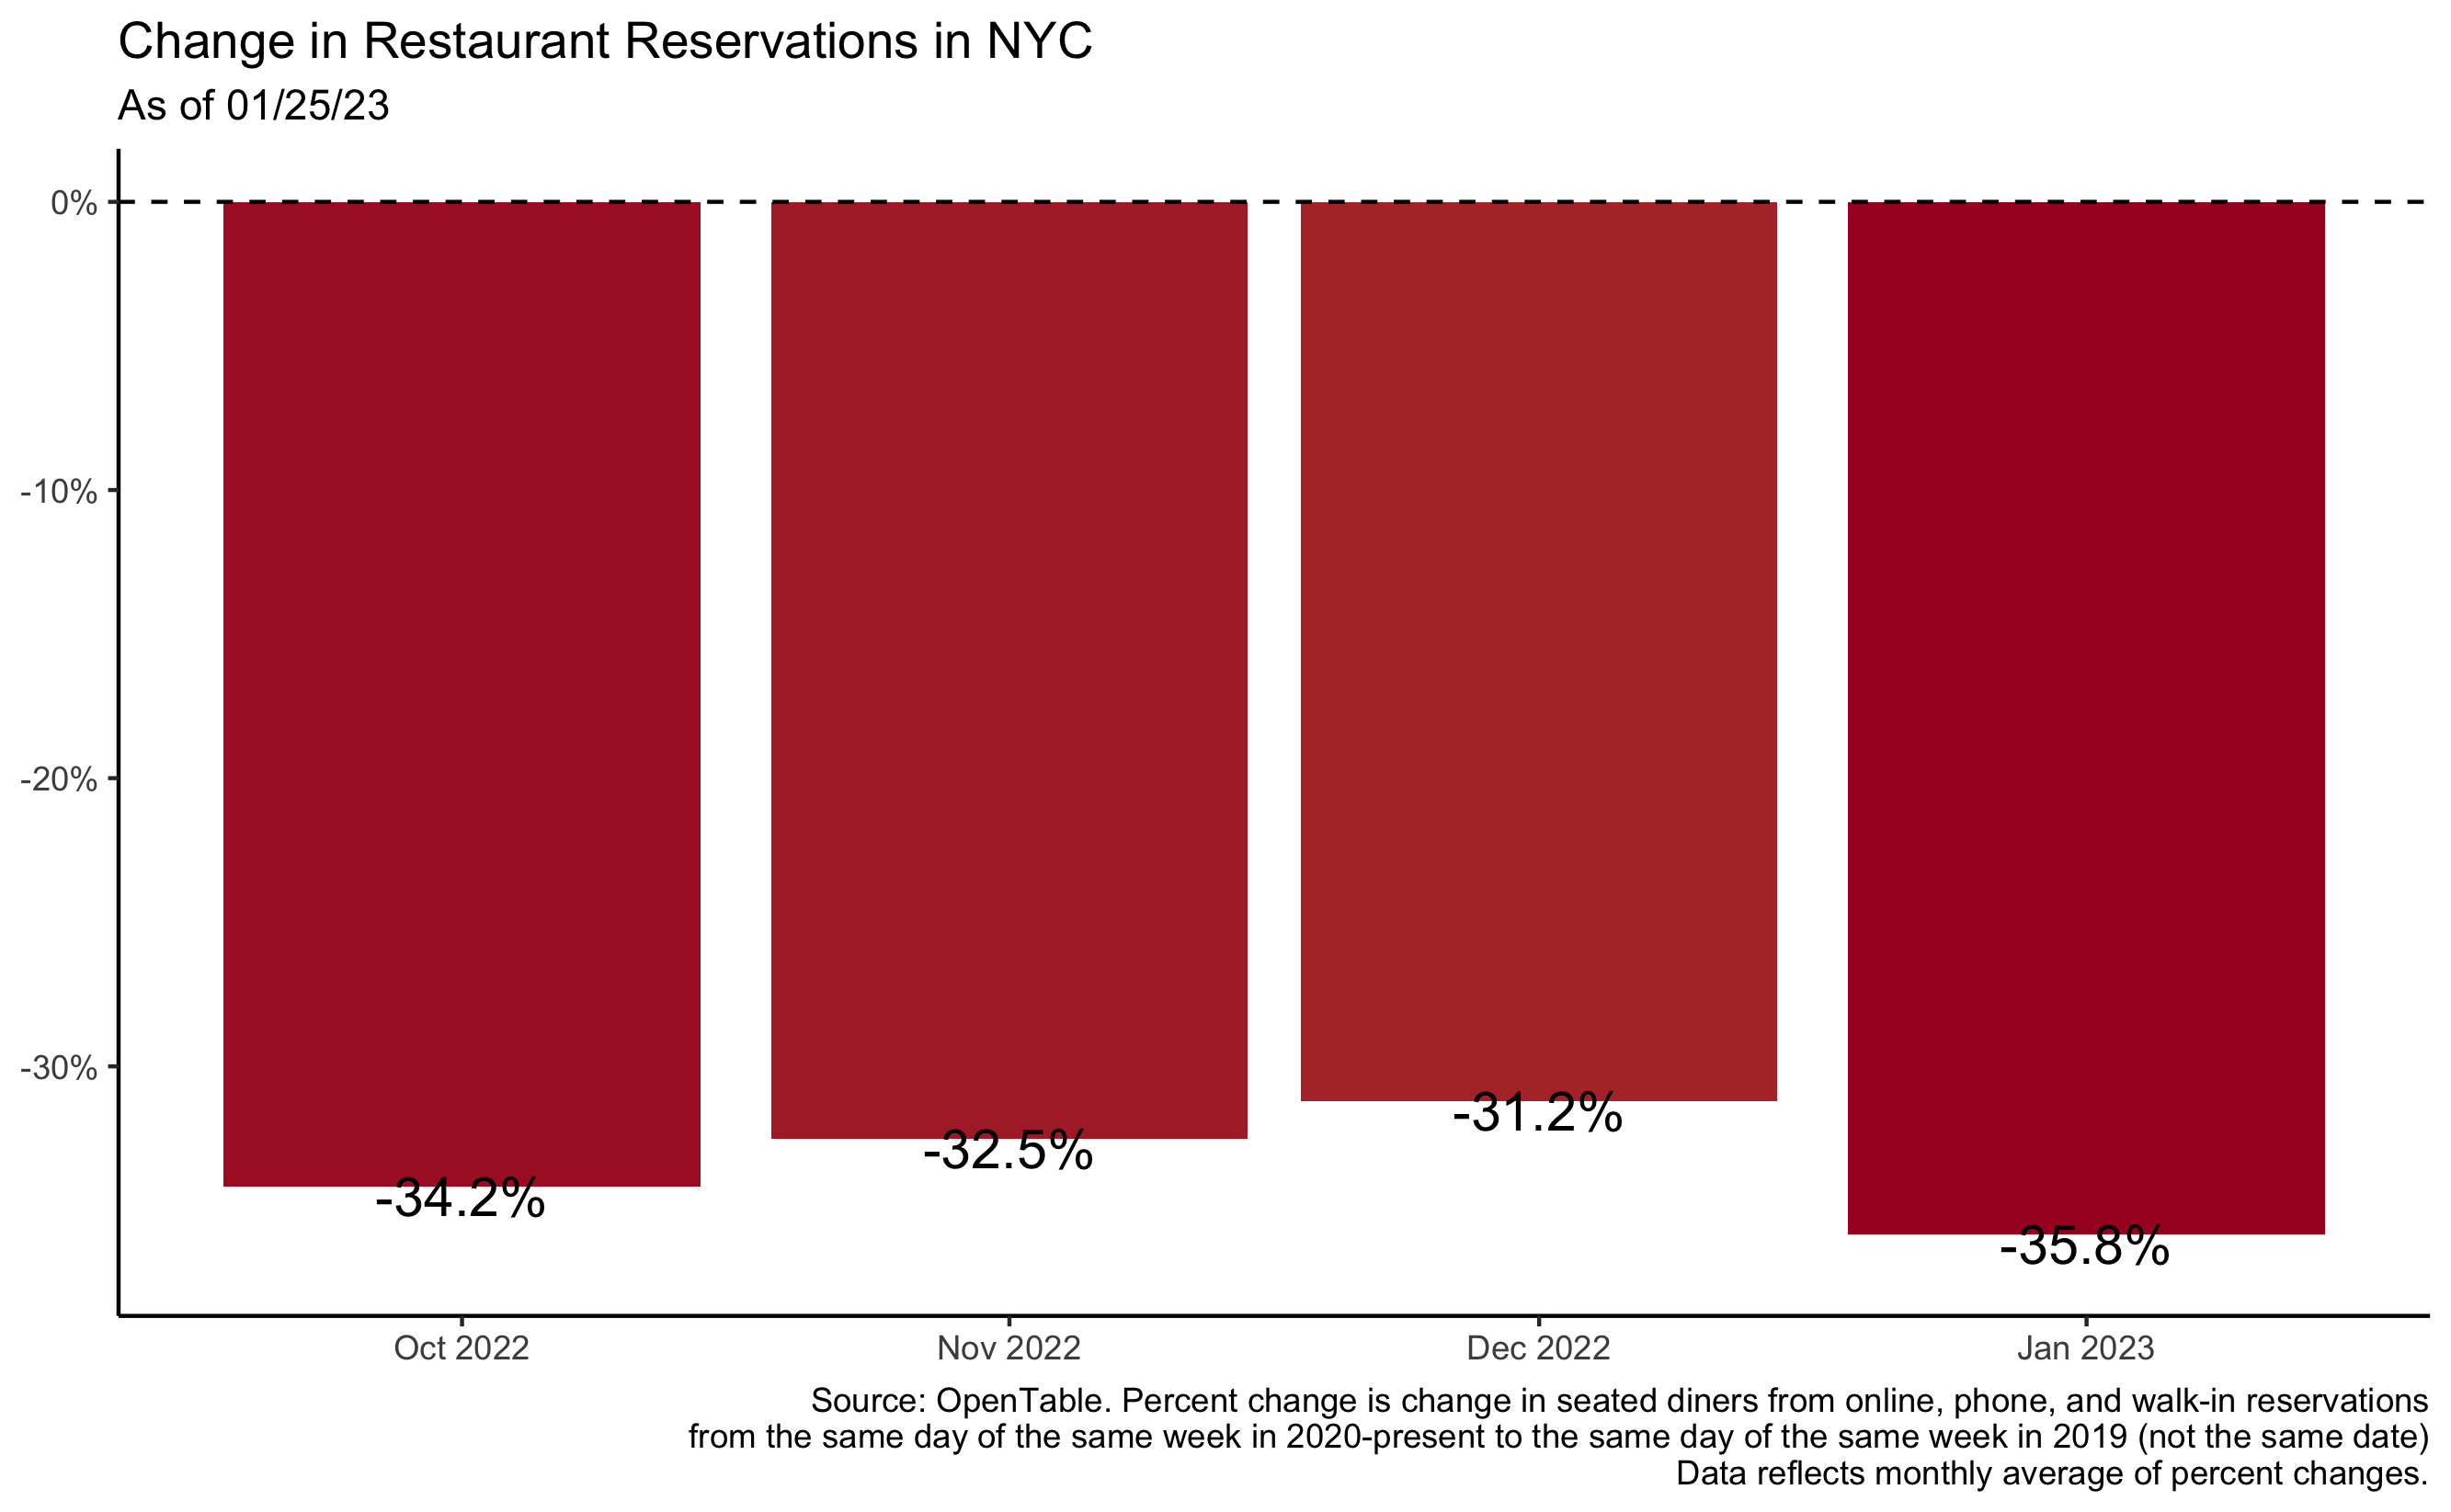 Change in Restaurant Reservations in NYC
As of 01/25/23
0%
-10%
-20%
-30%
-34.2%
-32.5%
-31.2%
-35.8%
Oct 2022
Nov 2022
Dec 2022
Jan 2023
Source: OpenTable. Percent change is change in seated diners from online, phone, and walk-in reservations
from the same day of the same week in 2020-present to the same day of the same week in 2019 (not the same date)
Data reflects monthly average of percent changes.